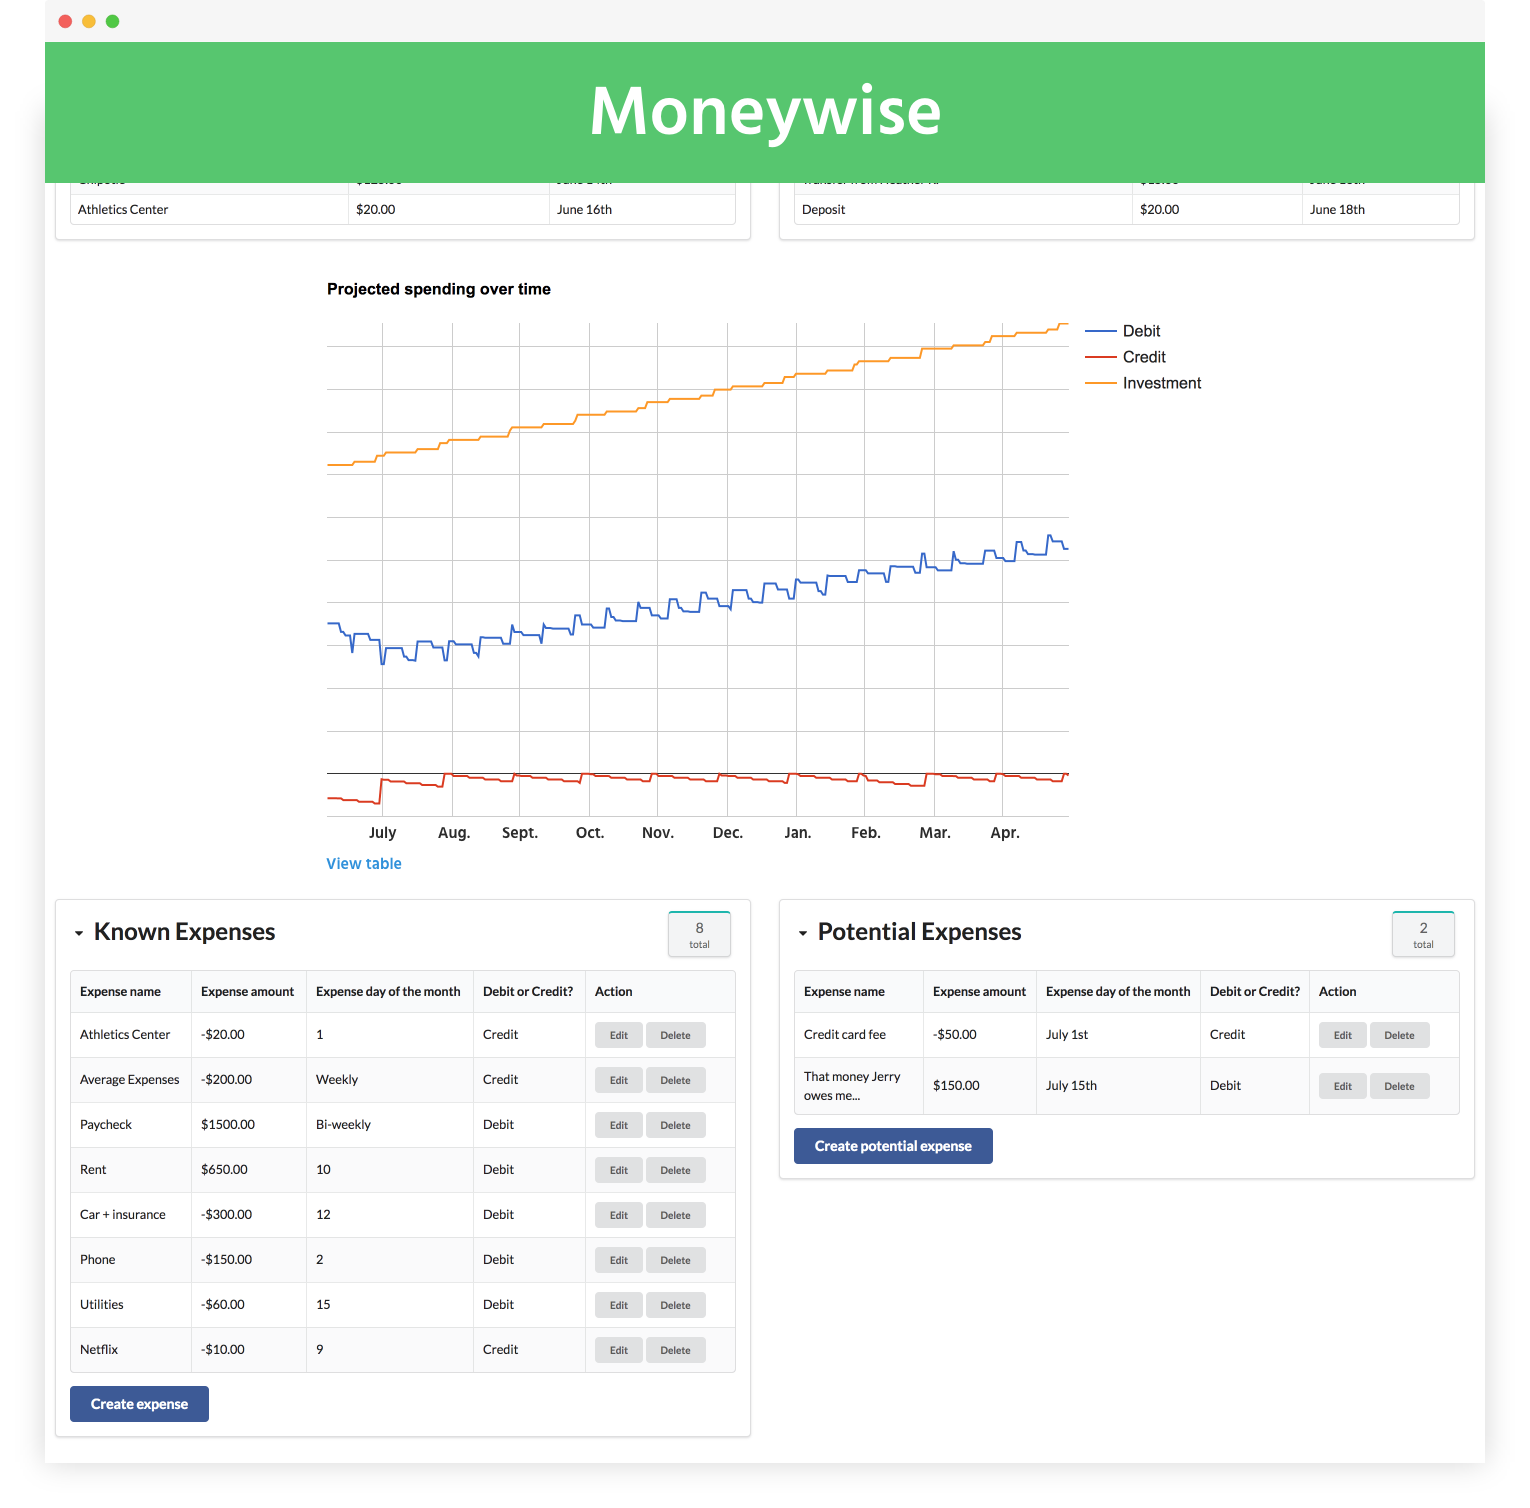 Moneywise
Athletics Center $20.00 June 16th
Deposit $20.00 June 18th
Projected spending over time
Debit
Credit
Investment
July Aug. Sept. Oct. Nov. Dec. Jan. Feb. Mar. Apr.
View table
Known Expenses
8
total
Expense name Expense amount Expense day of the month Debit or Credit? Action
Athletics Center -$20.00 1 Credit Edit Delete
Average Expenses -$200.00 Weekly Credit Edit Delete
Paycheck $1500.00 Bi-weekly Debit Edit Delete
Rent $650.00 10 Debit Edit Delete
Car + insurance -$300.00 12 Debit Edit Delete
Phone -$150.00 2 Debit Edit Delete
Utilities -$60.00 15 Debit Edit Delete
Netflix -$10.00 9 Credit Edit Delete
Create expense
Potential Expenses
2
total
Expense name Expense amount Expense day of the month Debit or Credit? Action
Credit card fee -$50.00 July 1st Credit Edit Delete
That money Jerry
owes me... $150.00 July 15th Debit Edit Delete
Create potential expense